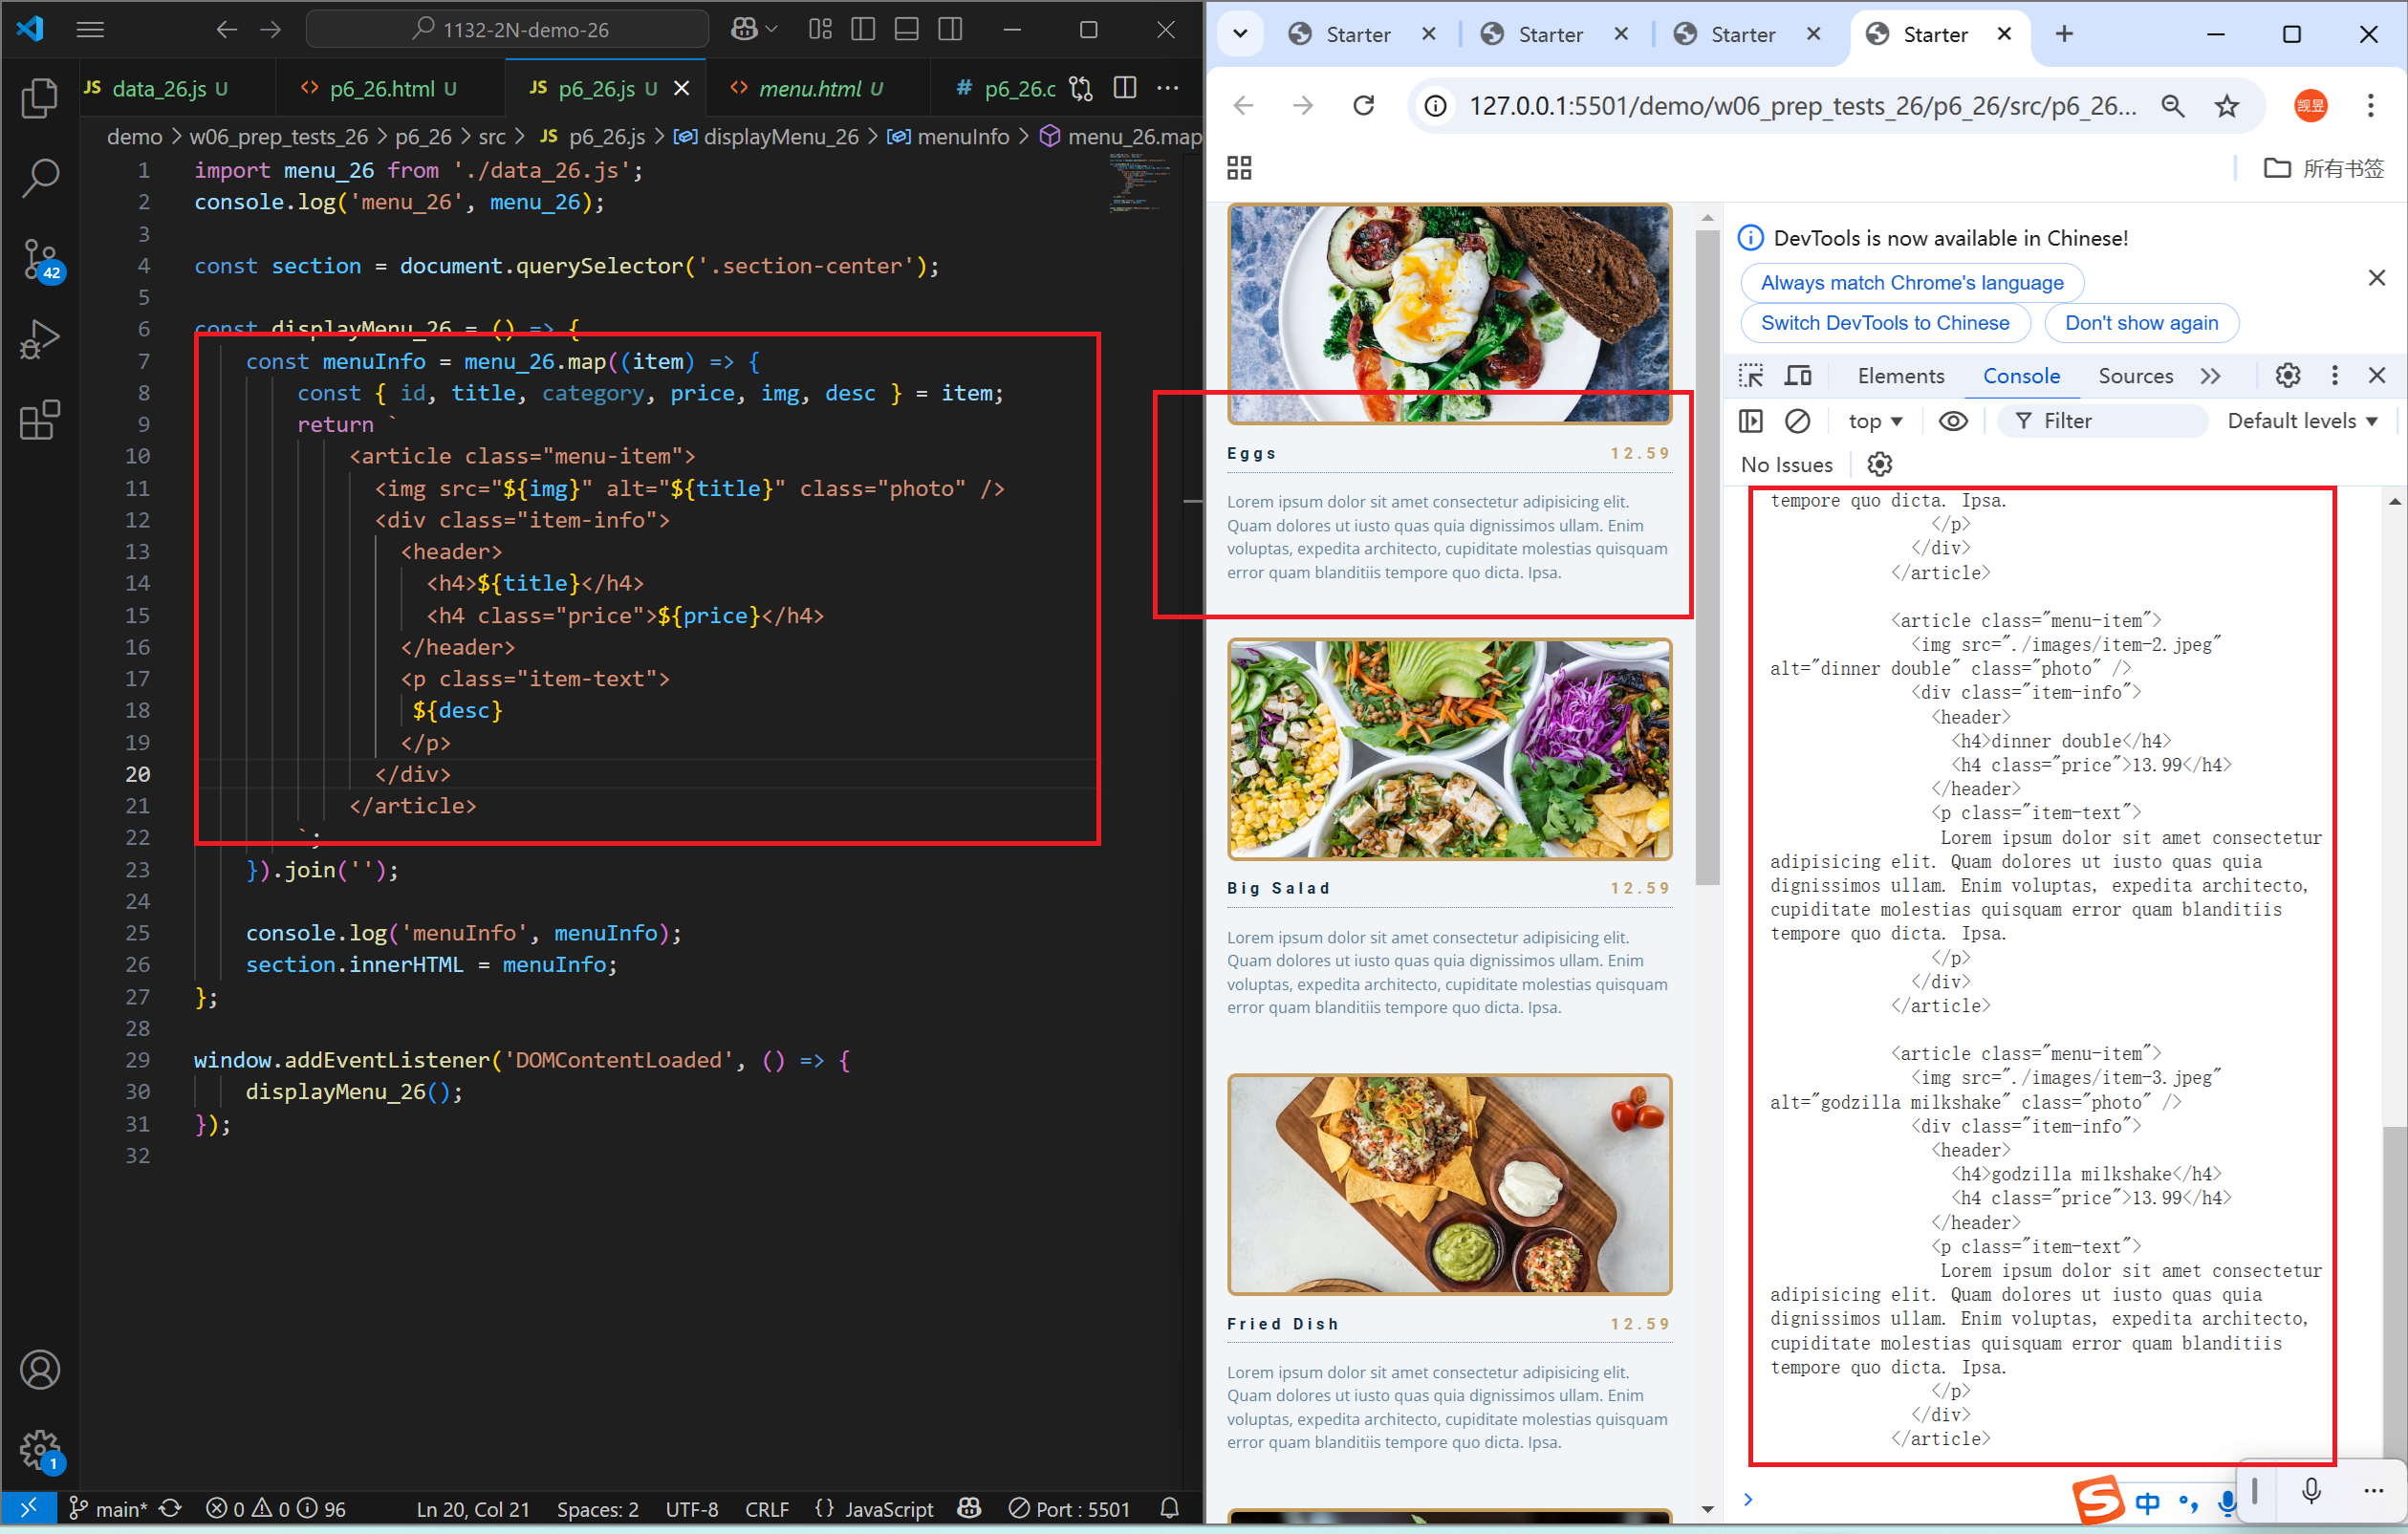 1132-2N-demo-26
JS data_26.js U
<> p6_26.html U
JS p6_26.js U
<> menu.html U
# p6_26.c
demo > w06_prep_tests_26 > p6_26 > src > JS p6_26.js > displayMenu_26 > menuInfo > menu_26.map
1 import menu_26 from './data_26.js';
2 console.log('menu_26', menu_26);
3
4 const section = document.querySelector('.section-center');
5
6 const displayMenu_26 = () => {
7 const menuInfo = menu_26.map((item) => {
8 const { id, title, category, price, img, desc } = item;
9 return `
10 <article class="menu-item">
11 <img src="${img}" alt="${title}" class="photo" />
12 <div class="item-info">
13 <header>
14 <h4>${title}</h4>
15 <h4 class="price">${price}</h4>
16 </header>
17 <p class="item-text">
18 ${desc}
19 </p>
20 </div>
21 </article>
22 `;
23 }).join('');
24
25 console.log('menuInfo', menuInfo);
26 section.innerHTML = menuInfo;
27 };
28
29 window.addEventListener('DOMContentLoaded', () => {
30 displayMenu_26();
31 });
32
42
1
main* 0 0 96 Ln 20, Col 21 Spaces: 2 UTF-8 CRLF {} JavaScript Port : 5501
Starter
Starter
Starter
Starter
127.0.0.1:5501/demo/w06_prep_tests_26/p6_26/src/p6_26...
觊昱
所有书签
Eggs 12.59
Lorem ipsum dolor sit amet consectetur adipisicing elit.
Quam dolores ut iusto quas quia dignissimos ullam. Enim
voluptas, expedita architecto, cupiditate molestias quisquam
error quam blanditiis tempore quo dicta. Ipsa.
Big Salad 12.59
Lorem ipsum dolor sit amet consectetur adipisicing elit.
Quam dolores ut iusto quas quia dignissimos ullam. Enim
voluptas, expedita architecto, cupiditate molestias quisquam
error quam blanditiis tempore quo dicta. Ipsa.
Fried Dish 12.59
Lorem ipsum dolor sit amet consectetur adipisicing elit.
Quam dolores ut iusto quas quia dignissimos ullam. Enim
voluptas, expedita architecto, cupiditate molestias quisquam
error quam blanditiis tempore quo dicta. Ipsa.
DevTools is now available in Chinese!
Always match Chrome's language
Switch DevTools to Chinese
Don't show again
Elements Console Sources
top Filter Default levels
No Issues
tempore quo dicta. Ipsa.
</p>
</div>
</article>
<article class="menu-item">
<img src="./images/item-2.jpeg"
alt="dinner double" class="photo" />
<div class="item-info">
<header>
<h4>dinner double</h4>
<h4 class="price">13.99</h4>
</header>
<p class="item-text">
Lorem ipsum dolor sit amet consectetur
adipisicing elit. Quam dolores ut iusto quas quia
dignissimos ullam. Enim voluptas, expedita architecto,
cupiditate molestias quisquam error quam blanditiis
tempore quo dicta. Ipsa.
</p>
</div>
</article>
<article class="menu-item">
<img src="./images/item-3.jpeg"
alt="godzilla milkshake" class="photo" />
<div class="item-info">
<header>
<h4>godzilla milkshake</h4>
<h4 class="price">13.99</h4>
</header>
<p class="item-text">
Lorem ipsum dolor sit amet consectetur
adipisicing elit. Quam dolores ut iusto quas quia
dignissimos ullam. Enim voluptas, expedita architecto,
cupiditate molestias quisquam error quam blanditiis
tempore quo dicta. Ipsa.
</p>
</div>
</article>
中